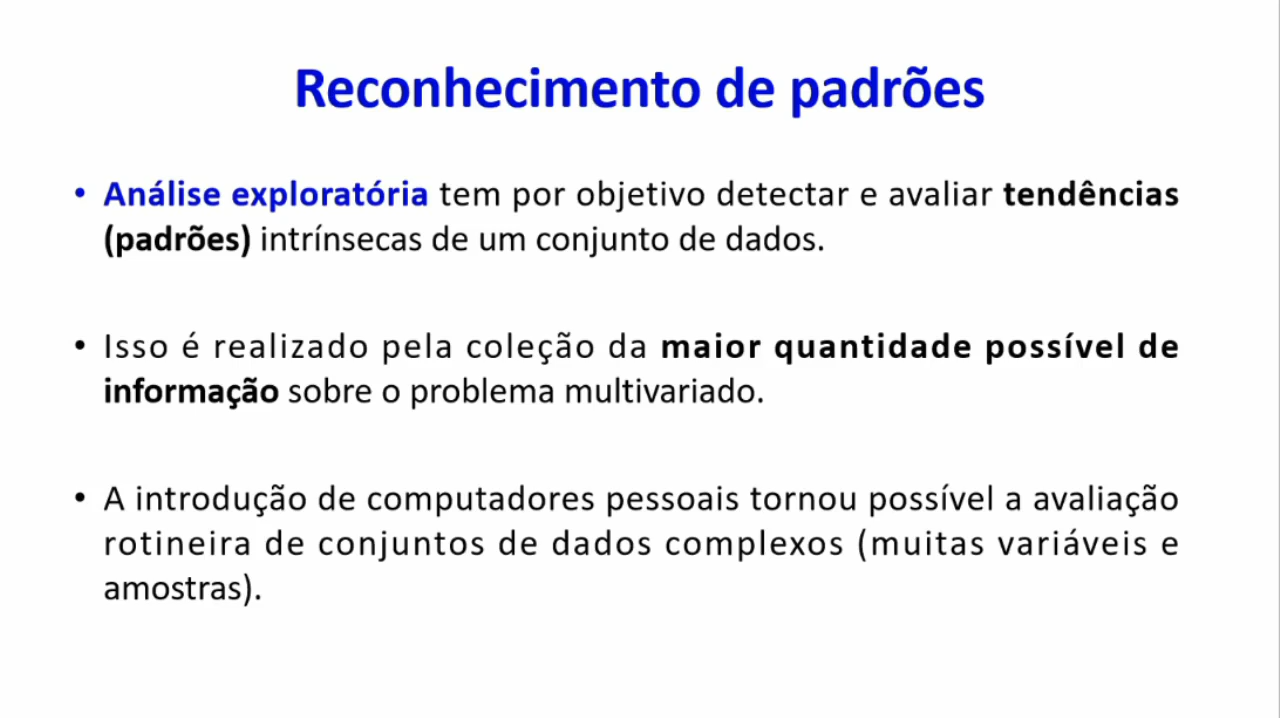 Reconhecimento de padrões
• Análise exploratória tem por objetivo detectar e avaliar tendências
(padrões) intrínsecas de um conjunto de dados.
• Isso é realizado pela coleção da maior quantidade possível de
informação sobre o problema multivariado.
• A introdução de computadores pessoais tornou possível a avaliação
rotineira de conjuntos de dados complexos (muitas variáveis e
amostras).